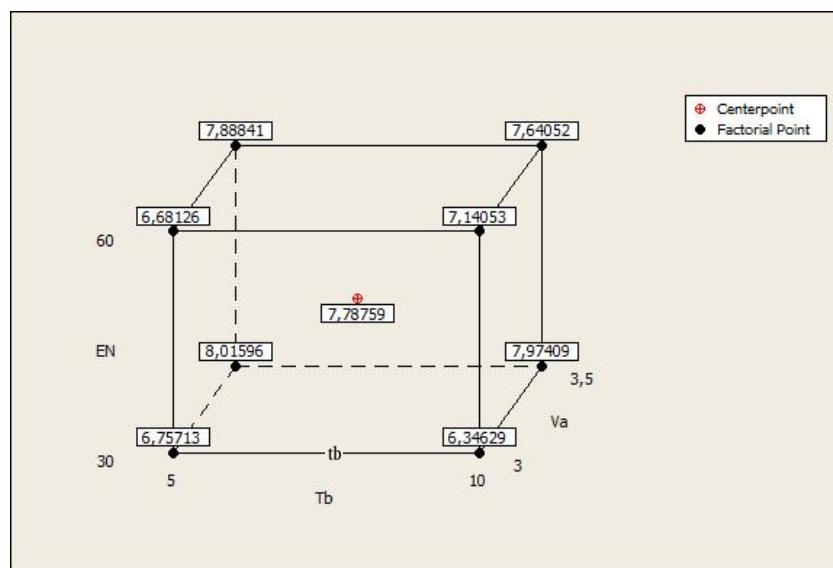 Centerpoint
Factorial Point
7,88841
7,64052
6,68126
7,14053
60
7,78759
EN
8,01596
7,97409
3,5
Va
6,75713
6,34629
30
tb
3
5
10
Tb